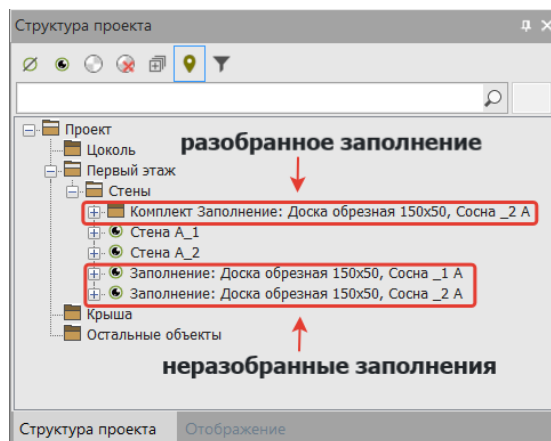 Структура проекта
Проект
разобранное заполнение
Цоколь
Первый этаж
Стены
Комплект Заполнение: Доска обрезная 150x50, Сосна _2 А
Стена А_1
Стена А_2
Заполнение: Доска обрезная 150x50, Сосна _1 А
Заполнение: Доска обрезная 150x50, Сосна _2 А
Крыша
Остальные объекты
неразобранные заполнения
Структура проекта Отображение